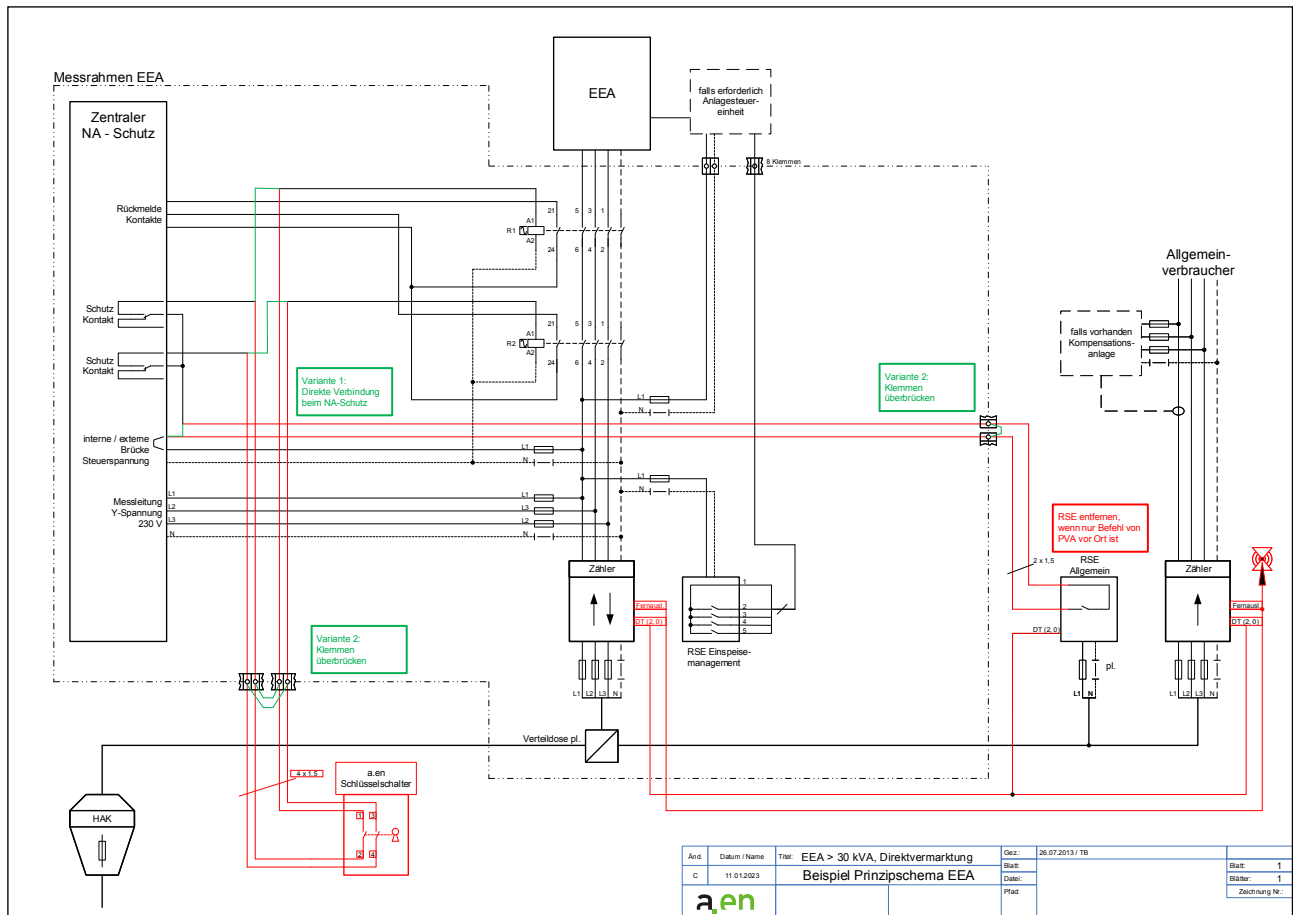 Messrahmen EEA
Zentraler
NA - Schutz
EEA
falls erforderlich
Anlagesteuer-
einheit
8 Klemmen
Rückmelde
Kontakte
21
5
3
1
A1
R1
A2
24
6
4
2
Schutz
Kontakt
21
5
3
1
A1
R2
A2
24
6
4
2
Schutz
Kontakt
Variante 1:
Direkte Verbindung
beim NA-Schutz
L1
N
Variante 2:
Klemmen
überbrücken
Allgemein-
verbraucher
falls vorhanden
Kompensations-
anlage
interne / externe
Brücke
Steuerspannung
L1
N
L1
N
Messleitung
Y-Spannung
230 V
L1
L2
L3
N
L1
L3
L2
N
RSE entfernen,
wenn nur Befehl von
PVA vor Ort ist
2 x 1,5
RSE
Allgemein
DT (2, 0)
pl.
L1
N
Zähler
Fernausl.
DT (2, 0)
L1
L2
L3
N
1
2
3
4
5
RSE Einspeise-
management
Zähler
Fernausl.
DT (2, 0)
L1
L2
L3
N
Variante 2:
Klemmen
überbrücken
Verteildose pl.
4 x 1,5
a.en
Schlüsselschalter
1
3
2
4
HAK
Änd.
Datum / Name
Titel:
EEA > 30 kVA, Direktvermarktung
Gez.:
26.07.2013 / TB
C
11.01.2023
Beispiel Prinzipschema EEA
Blatt:
Datei:
Pfad:
Blatt:
1
Blätter:
1
Zeichnung Nr.:
a.en